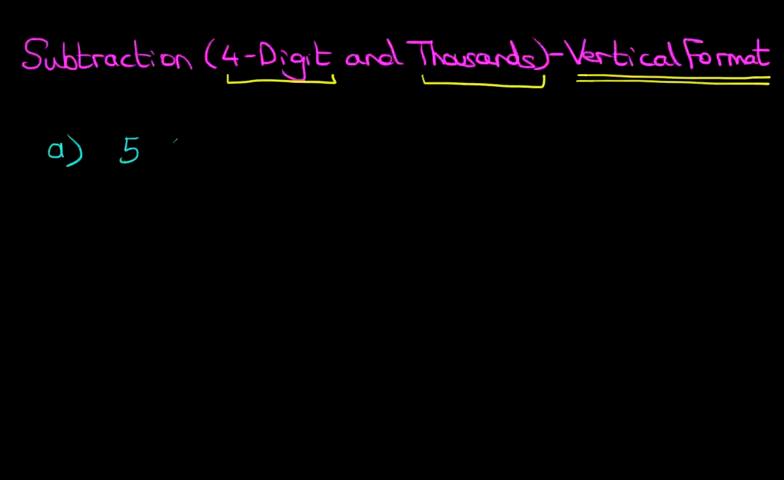 Subtraction (4-Digit and Thousands)-Vertical Format
a) 5